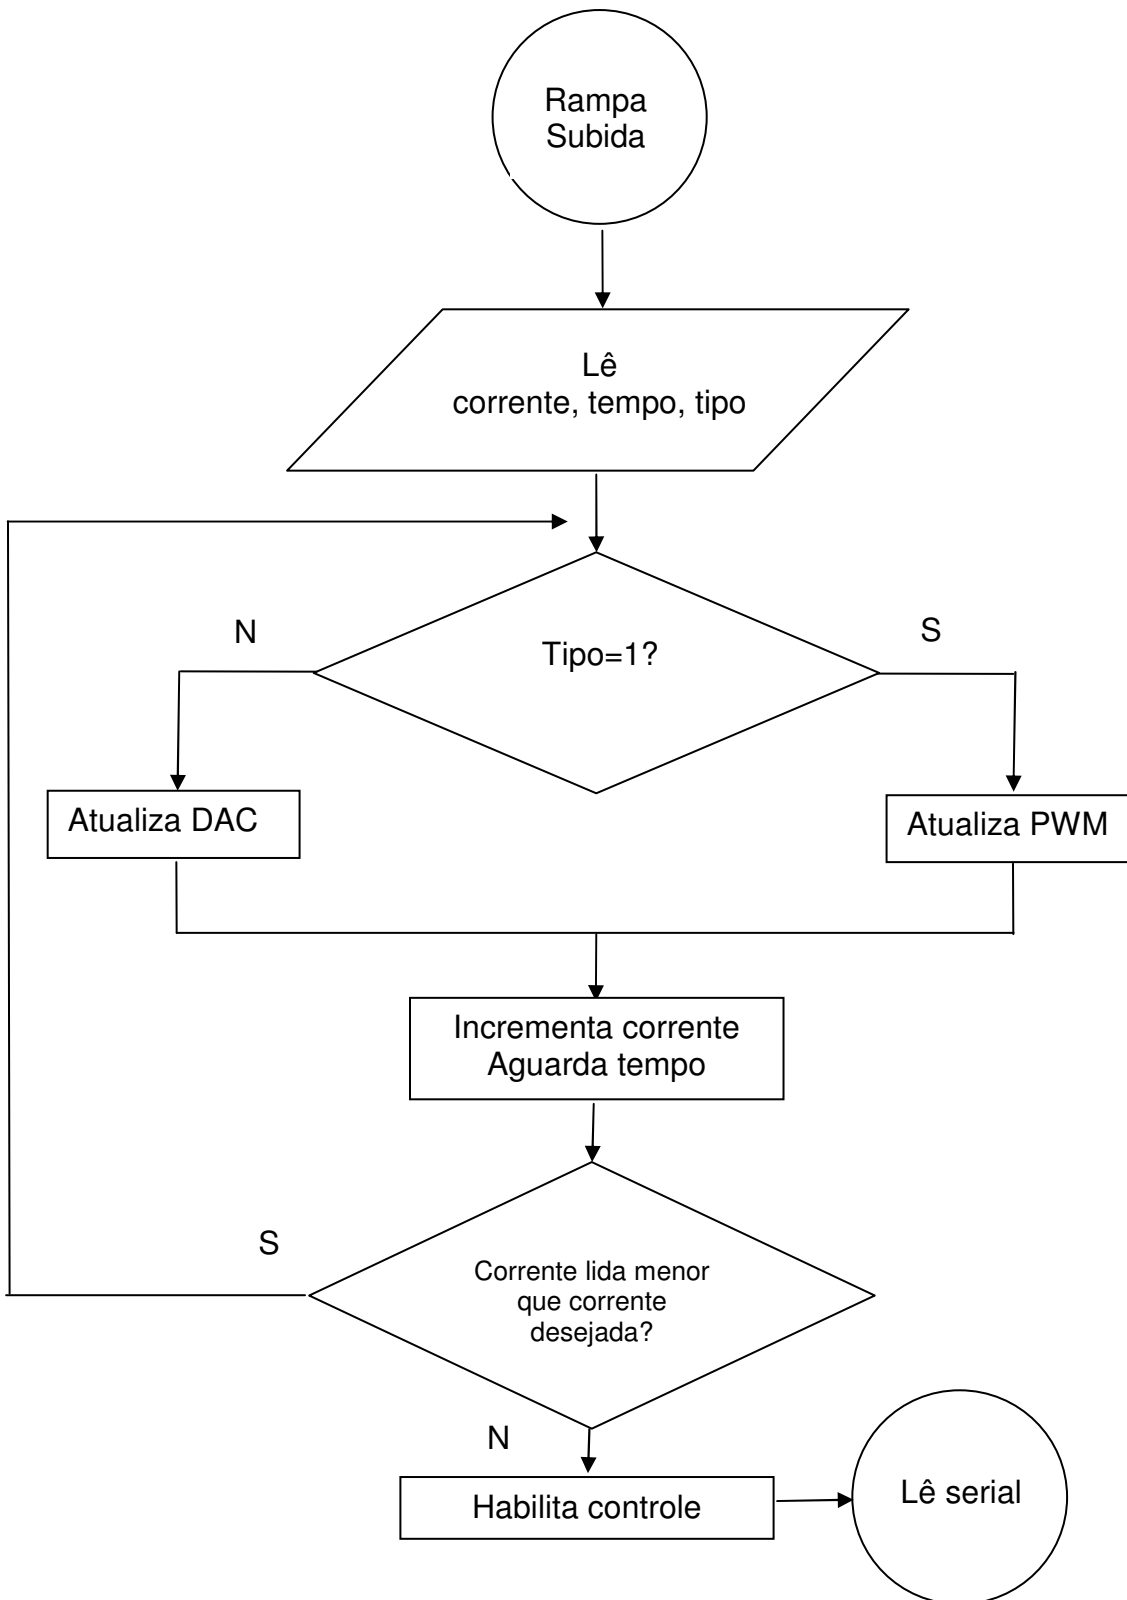 Rampa
Subida
Lê
corrente, tempo, tipo
N
S
Tipo=1?
Atualiza DAC
Atualiza PWM
Incrementa corrente
Aguarda tempo
S
Corrente lida menor
que corrente
desejada?
N
Habilita controle
Lê serial